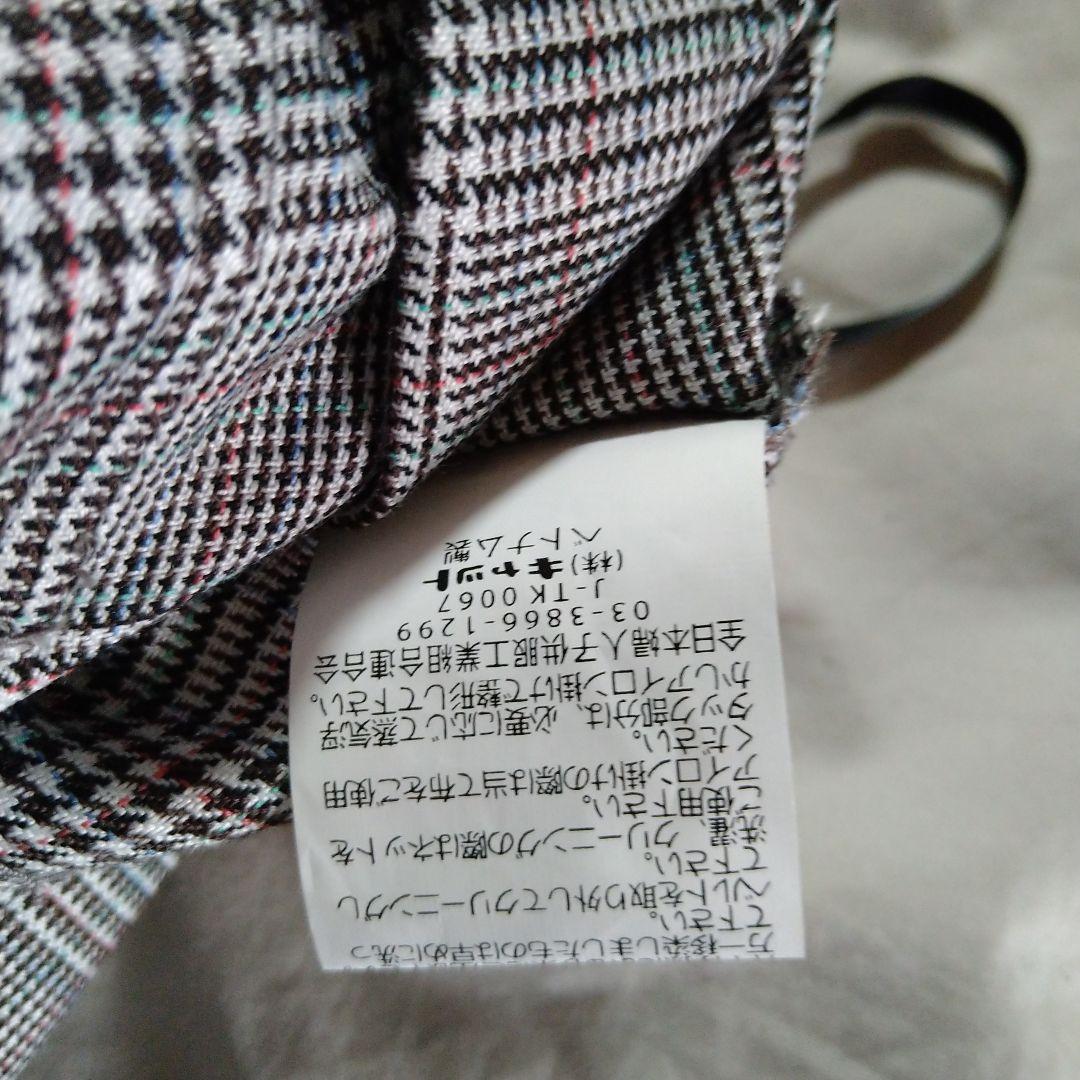 万一移染しましたものは早めに洗っ
て下さい。
ベルトを取り外してクリーニングし
て下さい。
洗濯、クリーニングの際はネットを
ご使用下さい。
アイロン掛けの際は当て布をご使用
ください。
タック部分は、必要に応じて蒸気浮
かしアイロン掛けで整形して下さい。
全日本婦人子供服工業組合連合会
03-3866-1299
J-TK 0067
(株)キャット
ベトナム製